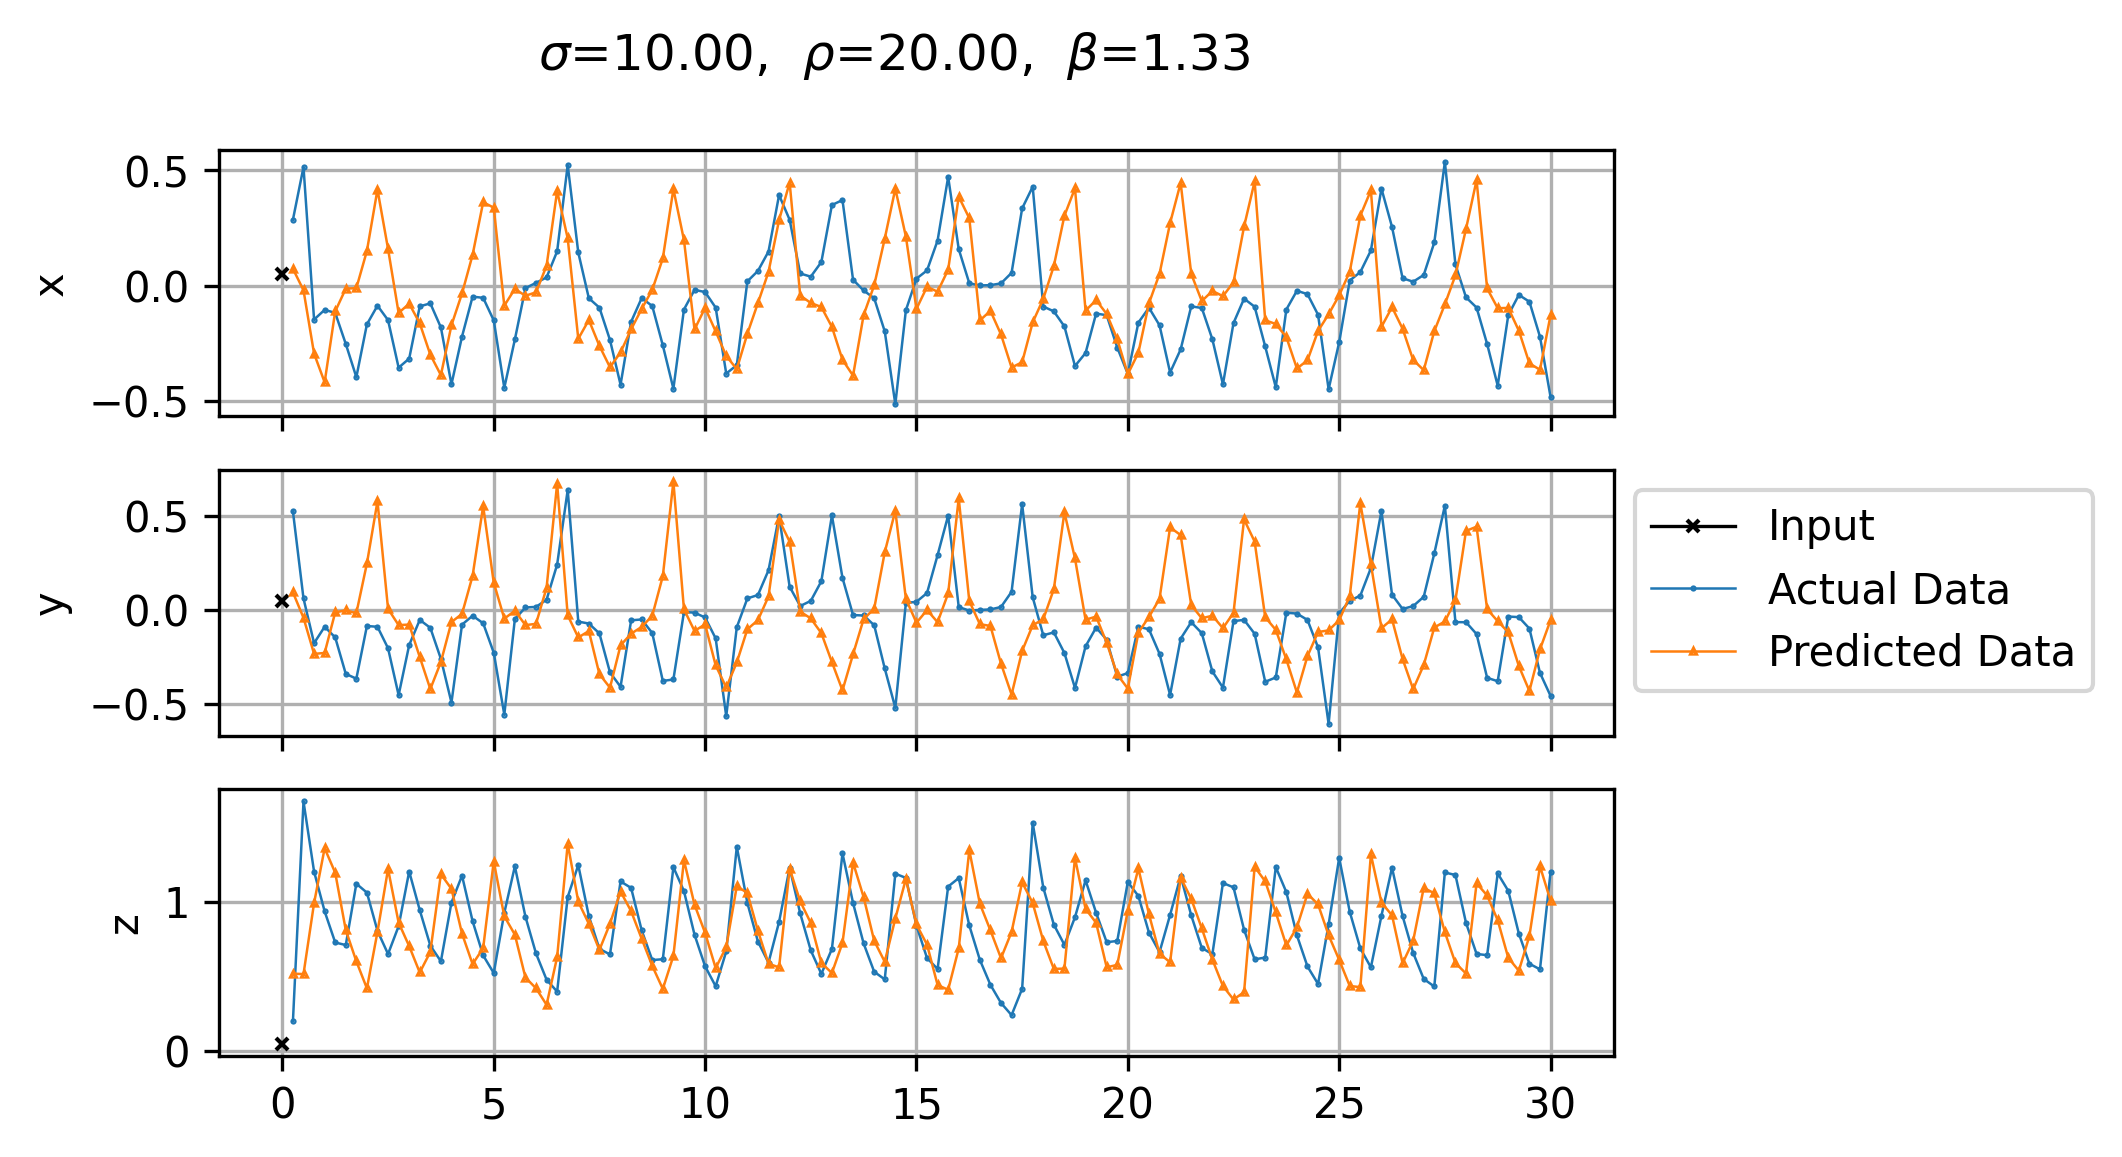 σ=10.00, ρ=20.00, β=1.33
0.5
0.0
−0.5
x
0.5
0.0
−0.5
y
Input
Actual Data
Predicted Data
1
0
z
0 5 10 15 20 25 30